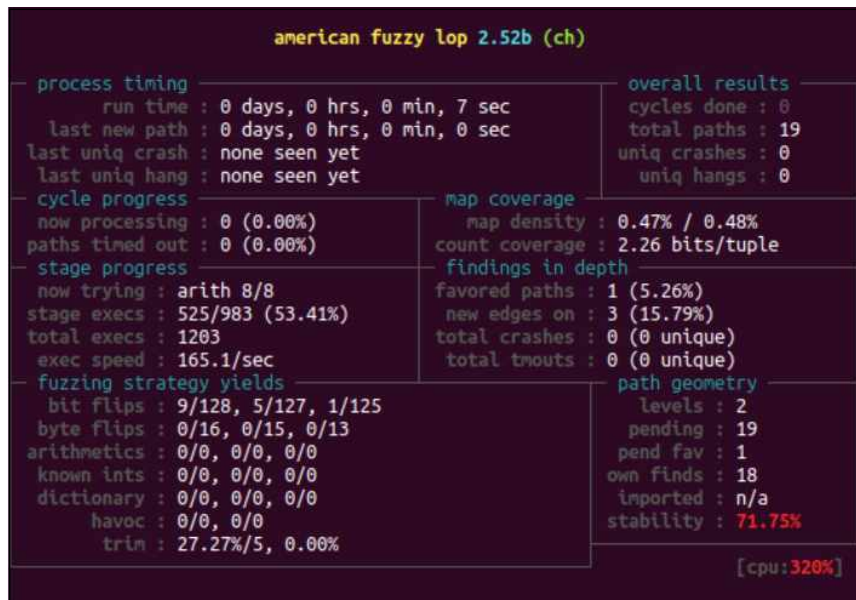 american fuzzy lop 2.52b (ch)
process timing
run time : 0 days, 0 hrs, 0 min, 7 sec
last new path : 0 days, 0 hrs, 0 min, 0 sec
last uniq crash : none seen yet
last uniq hang : none seen yet
overall results
cycles done : 0
total paths : 19
uniq crashes : 0
uniq hangs : 0
cycle progress
now processing : 0 (0.00%)
paths timed out : 0 (0.00%)
map coverage
map density : 0.47% / 0.48%
count coverage : 2.26 bits/tuple
stage progress
now trying : arith 8/8
stage execs : 525/983 (53.41%)
total execs : 1203
exec speed : 165.1/sec
findings in depth
favored paths : 1 (5.26%)
new edges on : 3 (15.79%)
total crashes : 0 (0 unique)
total tmouts : 0 (0 unique)
fuzzing strategy yields
bit flips : 9/128, 5/127, 1/125
byte flips : 0/16, 0/15, 0/13
arithmetics : 0/0, 0/0, 0/0
known ints : 0/0, 0/0, 0/0
dictionary : 0/0, 0/0, 0/0
havoc : 0/0, 0/0
trim : 27.27%/5, 0.00%
path geometry
levels : 2
pending : 19
pend fav : 1
own finds : 18
imported : n/a
stability : 71.75%
[cpu:320%]